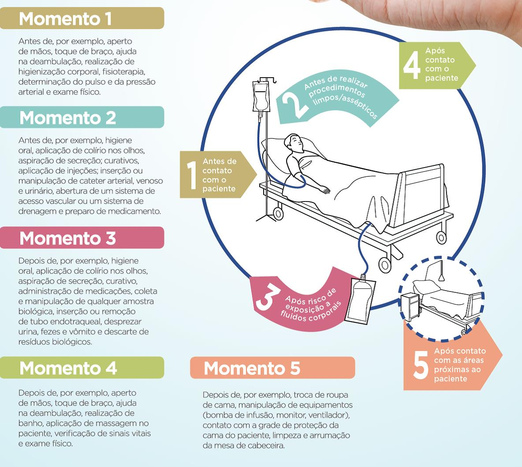 Momento 1
Antes de, por exemplo, aperto
de mãos, toque de braço, ajuda
na deambulação, realização de
higienização corporal, fisioterapia,
determinação do pulso e da pressão
arterial e exame físico.
Momento 2
Antes de, por exemplo, higiene
oral, aplicação de colírio nos olhos,
aspiração de secreção; curativos,
aplicação de injeções; inserção ou
manipulação de cateter arterial, venoso
e urinário, abertura de um sistema de
acesso vascular ou um sistema de
drenagem e preparo de medicamento.
Momento 3
Depois de, por exemplo, higiene
oral, aplicação de colírio nos olhos,
aspiração de secreção, curativo,
administração de medicações, coleta
e manipulação de qualquer amostra
biológica, inserção ou remoção
de tubo endotraqueal, desprezar
urina, fezes e vômito e descarte de
resíduos biológicos.
Momento 4
Depois de, por exemplo, aperto
de mãos, toque de braço, ajuda
na deambulação, realização de
banho, aplicação de massagem no
paciente, verificação de sinais vitais
e exame físico.
Momento 5
Depois de, por exemplo, troca de roupa
de cama, manipulação de equipamentos
(bomba de infusão, monitor, ventilador),
contato com a grade de proteção da
cama do paciente, limpeza e arrumação
da mesa de cabeceira.
1
Antes de
contato
com o
paciente
2
Antes de realizar
procedimentos
limpos/assépticos
3
Após risco de
exposição a
fluidos corporais
4
Após
contato
com o
paciente
5
Após contato
com as áreas
próximas ao
paciente